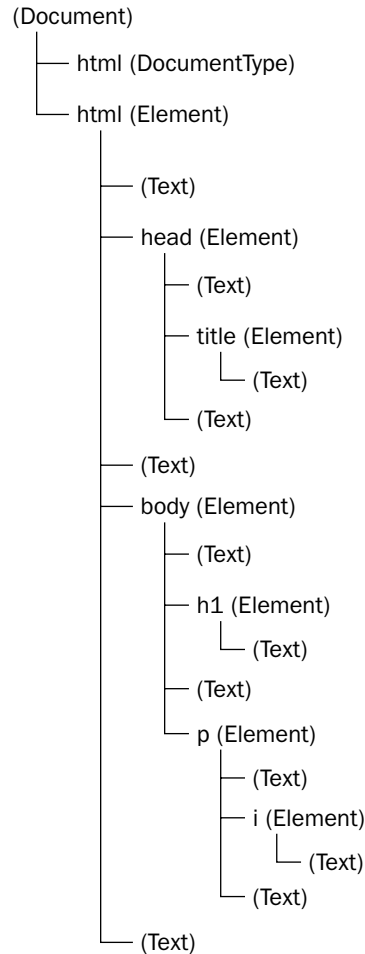 (Document)
html (DocumentType)
html (Element)
(Text)
head (Element)
(Text)
title (Element)
(Text)
(Text)
(Text)
body (Element)
(Text)
h1 (Element)
(Text)
(Text)
p (Element)
(Text)
i (Element)
(Text)
(Text)
(Text)